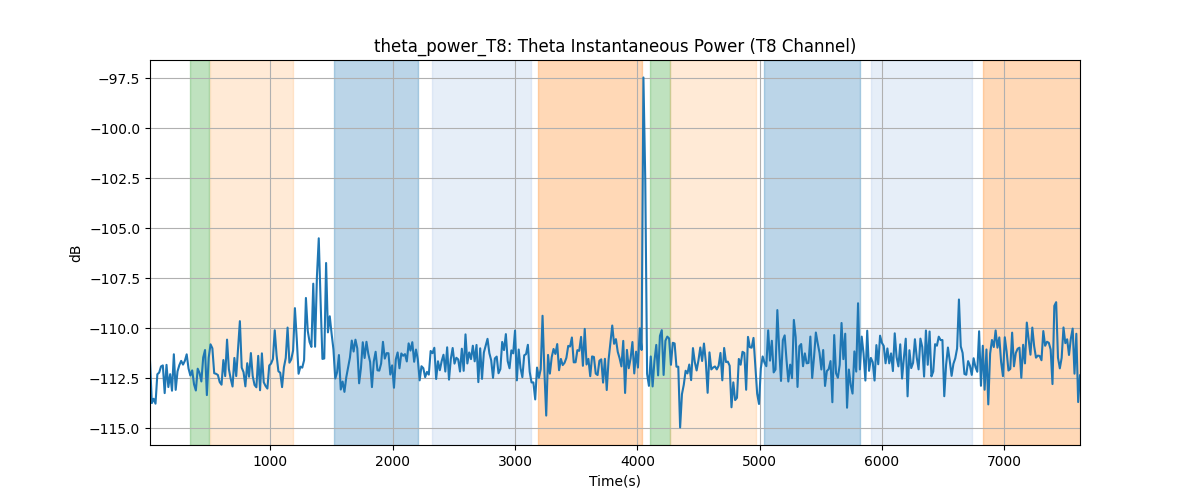 theta_power_T8: Theta Instantaneous Power (T8 Channel)
dB
−97.5
−100.0
−102.5
−105.0
−107.5
−110.0
−112.5
−115.0
1000 2000 3000 4000 5000 6000 7000
Time(s)